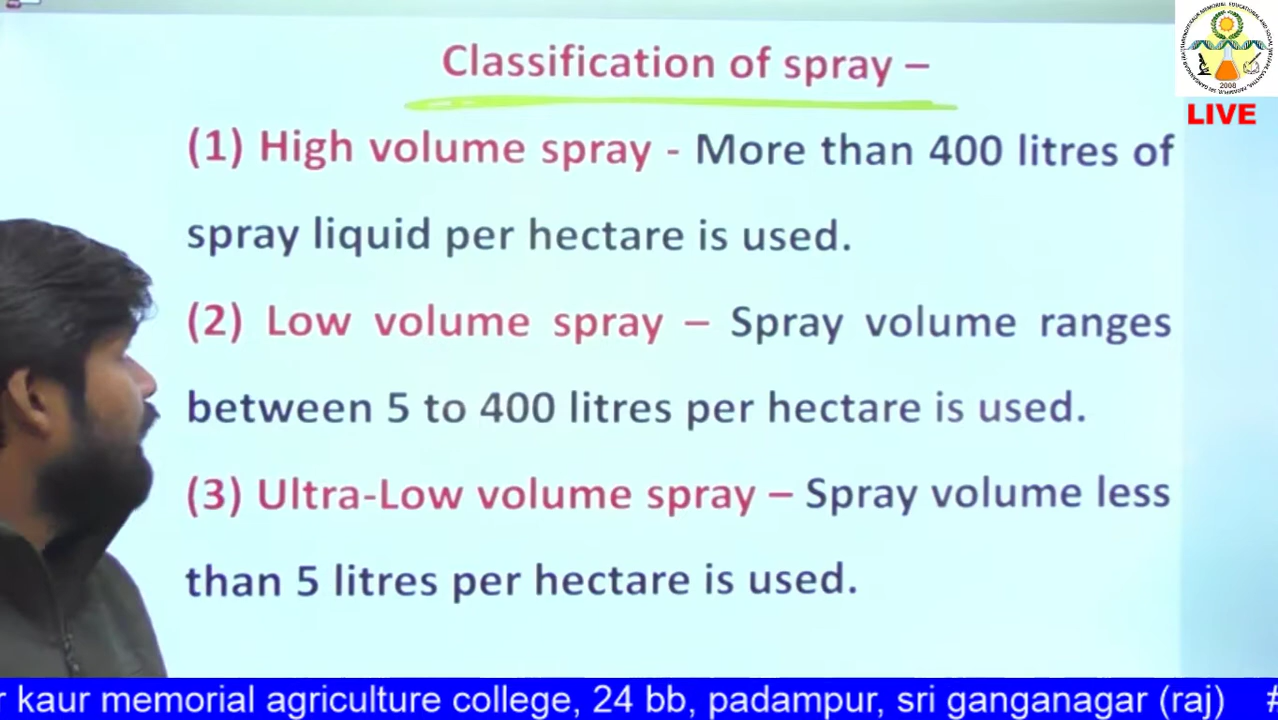 Classification of spray –
(1) High volume spray - More than 400 litres of
spray liquid per hectare is used.
(2) Low volume spray – Spray volume ranges
between 5 to 400 litres per hectare is used.
(3) Ultra-Low volume spray – Spray volume less
than 5 litres per hectare is used.
2008
LIVE
r kaur memorial agriculture college, 24 bb, padampur, sri ganganagar (raj) #